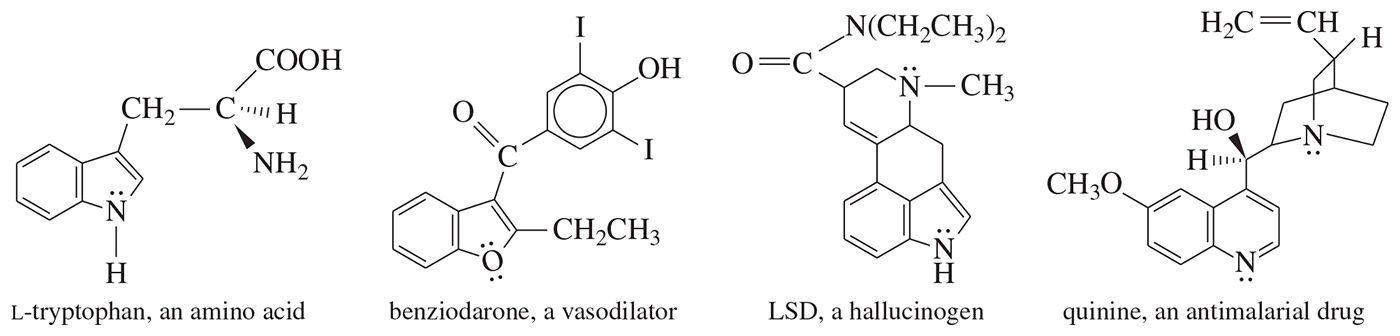 COOH
CH₂
C
H
NH₂
N
H
L-tryptophan, an amino acid
I
OH
O
I
C
CH₂CH₃
O
benziodarone, a vasodilator
N(CH₂CH₃)₂
O
C
N
CH₃
N
H
LSD, a hallucinogen
H₂C
CH
H
HO
N
H
C
CH₃O
N
quinine, an antimalarial drug